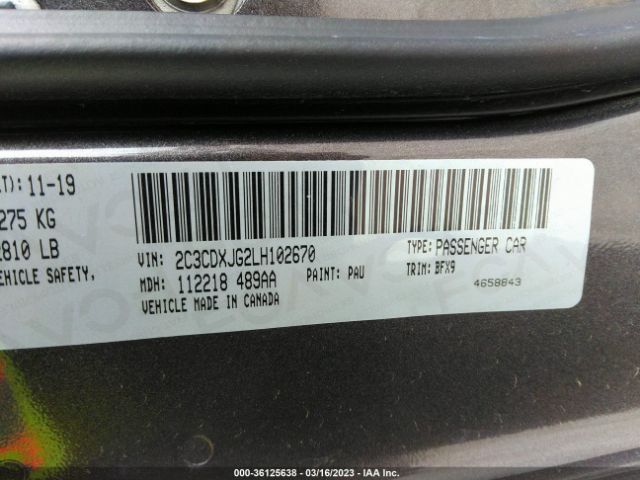 T): 11-19
275 KG
2810 LB
VEHICLE SAFETY,
VIN: 2C3CDXJG2LH102670
TYPE: PASSENGER CAR
MDH: 112218 489AA
PAINT: PAU
TRIM: BFX9
VEHICLE MADE IN CANADA
4658843
000-36125638 - 03/16/2023 - IAA Inc.